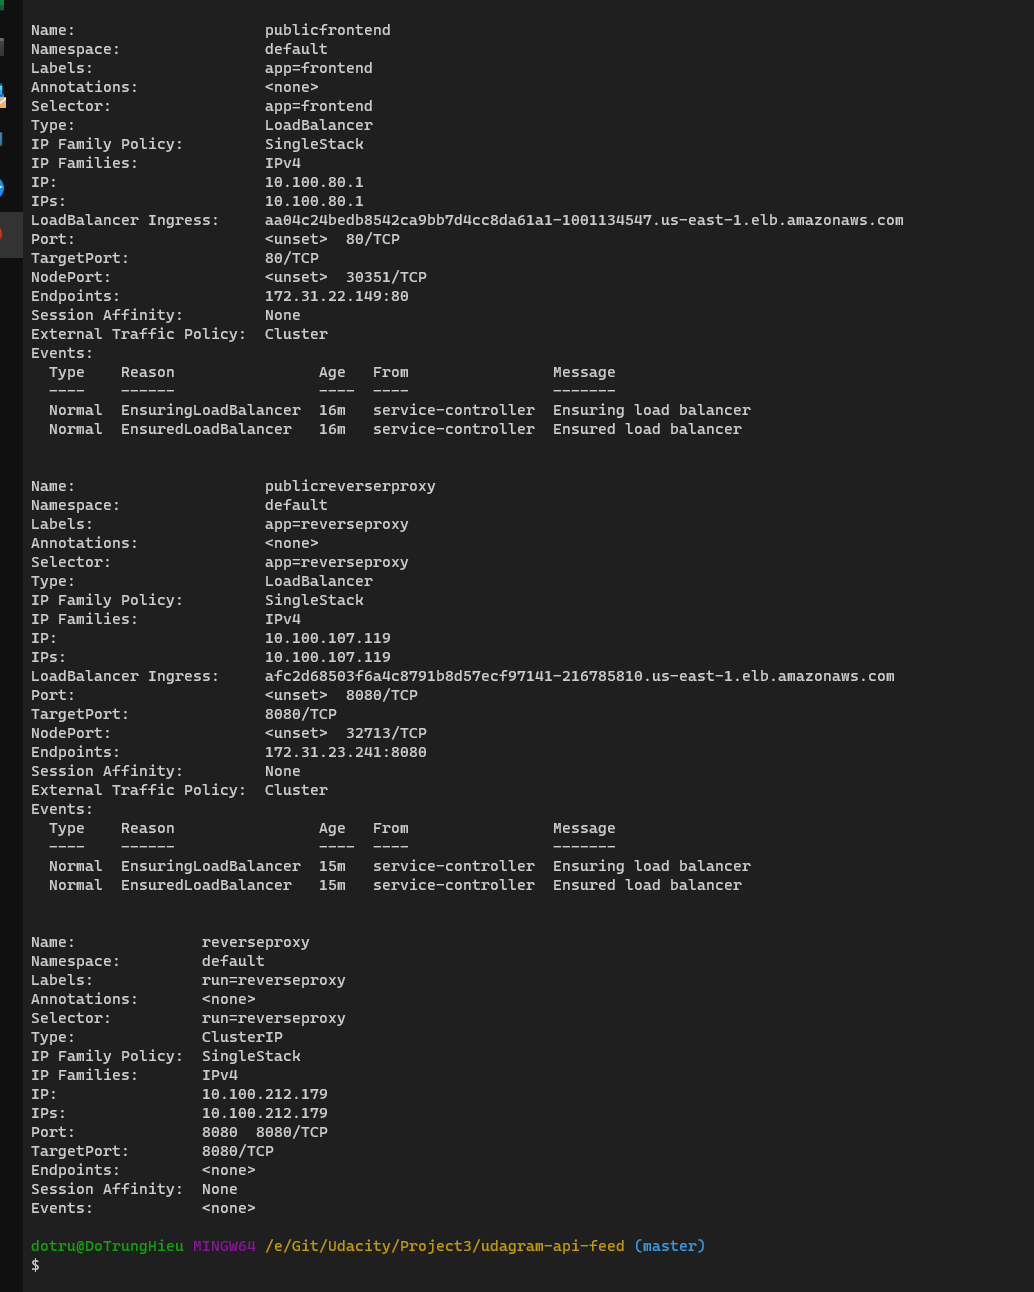 Name:                     publicfrontend
Namespace:                default
Labels:                   app=frontend
Annotations:              <none>
Selector:                 app=frontend
Type:                     LoadBalancer
IP Family Policy:         SingleStack
IP Families:              IPv4
IP:                       10.100.80.1
IPs:                      10.100.80.1
LoadBalancer Ingress:     aa04c24bedb8542ca9bb7d4cc8da61a1-1001134547.us-east-1.elb.amazonaws.com
Port:                     <unset>  80/TCP
TargetPort:               80/TCP
NodePort:                 <unset>  30351/TCP
Endpoints:                172.31.22.149:80
Session Affinity:         None
External Traffic Policy:  Cluster
Events:
  Type    Reason                Age   From                Message
  ----    ------                ----  ----                -------
  Normal  EnsuringLoadBalancer  16m   service-controller  Ensuring load balancer
  Normal  EnsuredLoadBalancer   16m   service-controller  Ensured load balancer
Name:                     publicreverserproxy
Namespace:                default
Labels:                   app=reverseproxy
Annotations:              <none>
Selector:                 app=reverseproxy
Type:                     LoadBalancer
IP Family Policy:         SingleStack
IP Families:              IPv4
IP:                       10.100.107.119
IPs:                      10.100.107.119
LoadBalancer Ingress:     afc2d68503f6a4c8791b8d57ecf97141-216785810.us-east-1.elb.amazonaws.com
Port:                     <unset>  8080/TCP
TargetPort:               8080/TCP
NodePort:                 <unset>  32713/TCP
Endpoints:                172.31.23.241:8080
Session Affinity:         None
External Traffic Policy:  Cluster
Events:
  Type    Reason                Age   From                Message
  ----    ------                ----  ----                -------
  Normal  EnsuringLoadBalancer  15m   service-controller  Ensuring load balancer
  Normal  EnsuredLoadBalancer   15m   service-controller  Ensured load balancer
Name:              reverseproxy
Namespace:         default
Labels:            run=reverseproxy
Annotations:       <none>
Selector:          run=reverseproxy
Type:              ClusterIP
IP Family Policy:  SingleStack
IP Families:       IPv4
IP:                10.100.212.179
IPs:               10.100.212.179
Port:              8080  8080/TCP
TargetPort:        8080/TCP
Endpoints:         <none>
Session Affinity:  None
Events:            <none>
dotru@DoTrungHieu MINGW64 /e/Git/Udacity/Project3/udagram-api-feed (master)
$